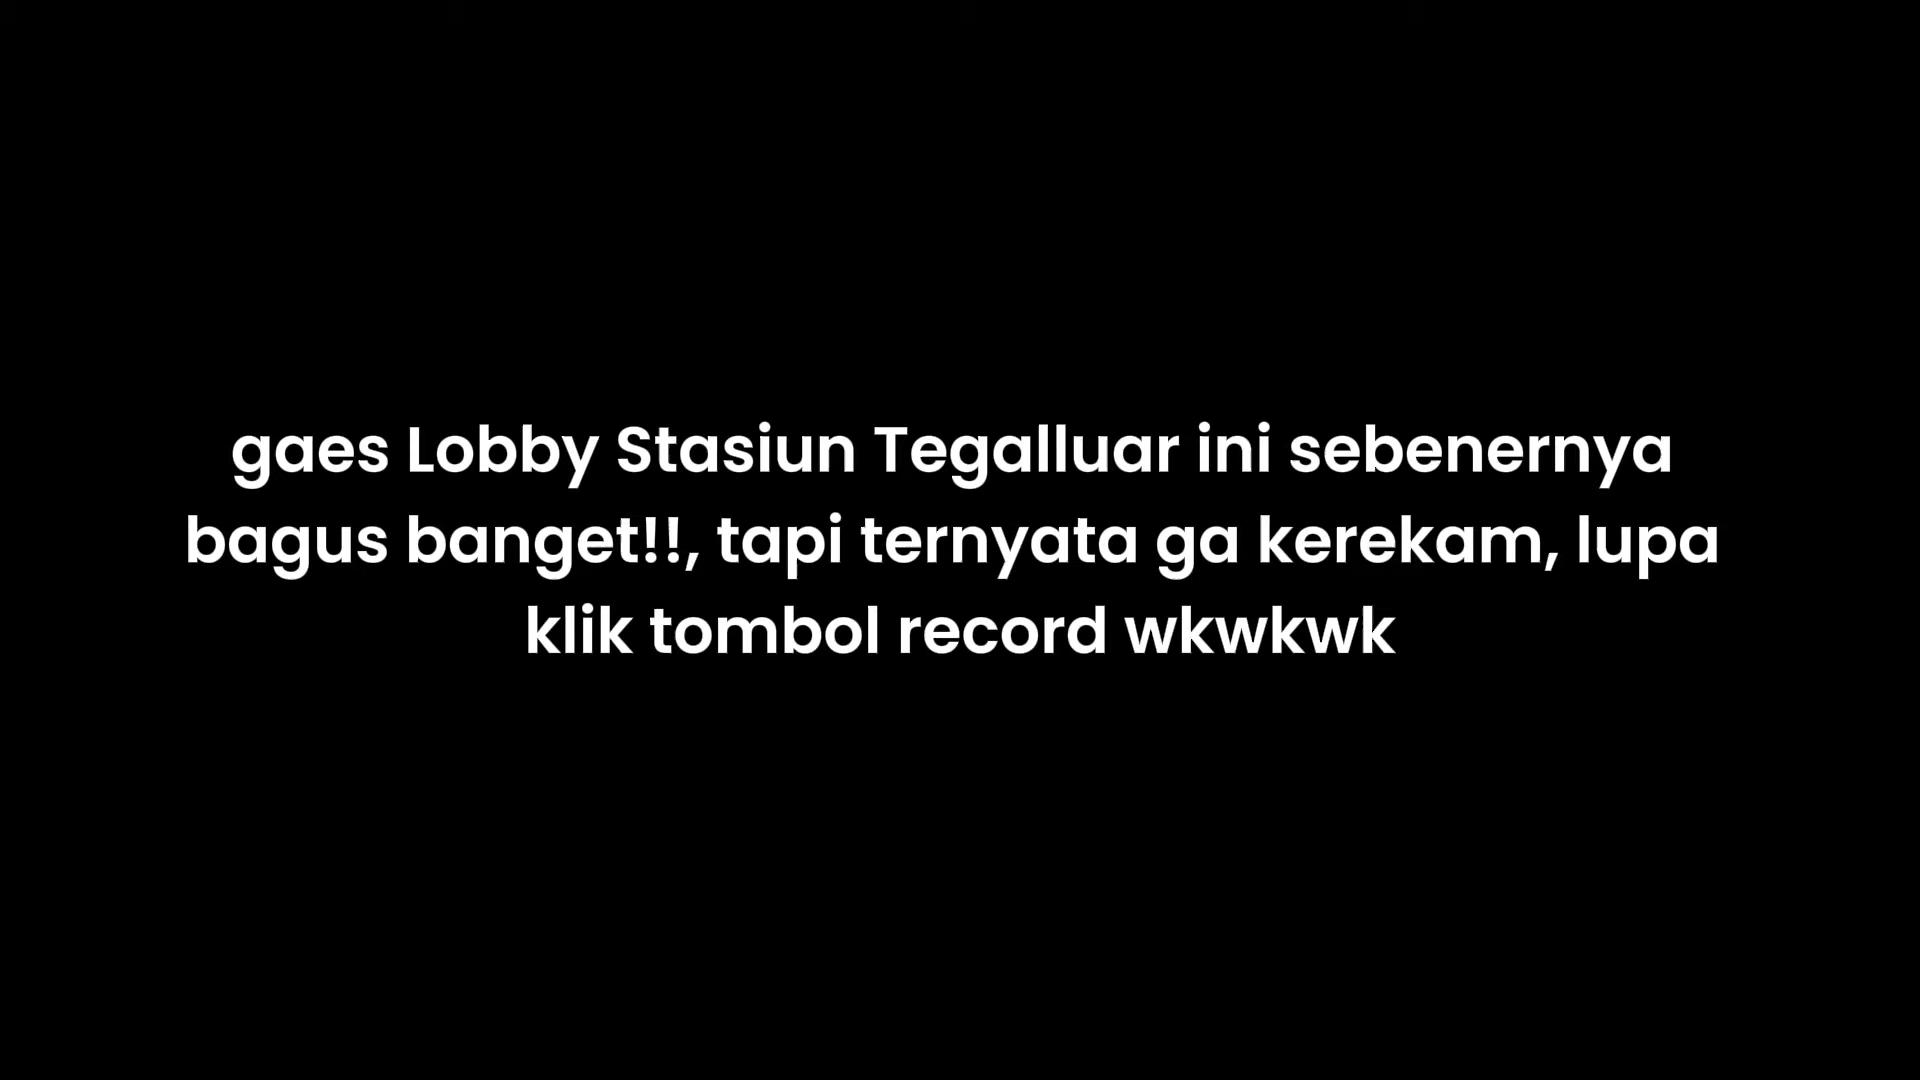 gaes Lobby Stasiun Tegalluar ini sebenernya
bagus banget!!, tapi ternyata ga kerekam, lupa
klik tombol record wkwkwk